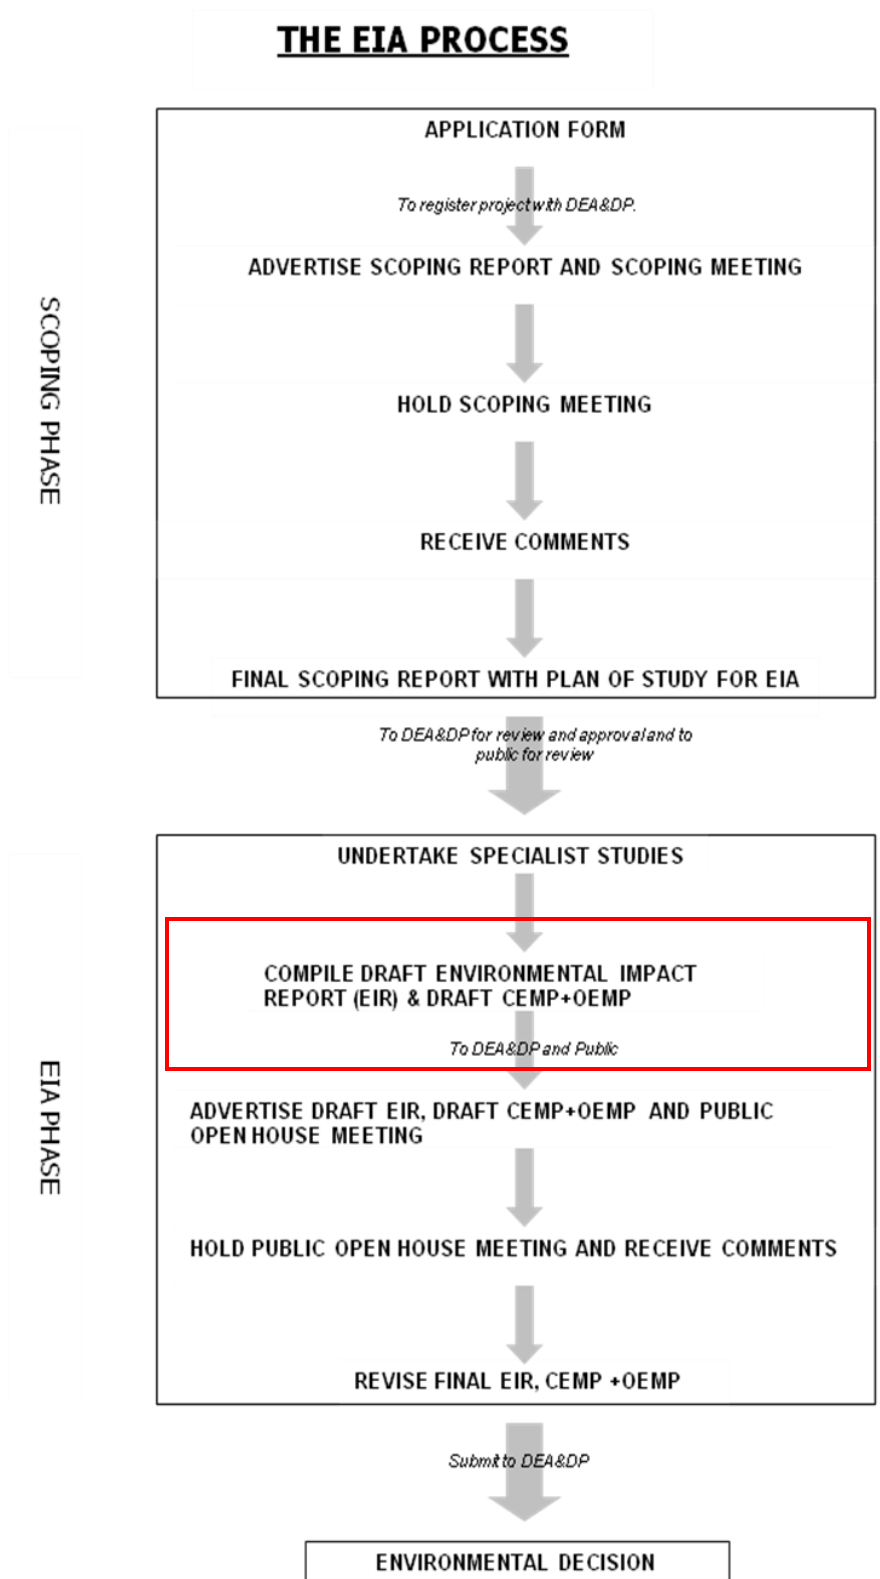 THE EIA PROCESS
SCOPING PHASE
APPLICATION FORM
To register project with DEA&DP.
ADVERTISE SCOPING REPORT AND SCOPING MEETING
HOLD SCOPING MEETING
RECEIVE COMMENTS
FINAL SCOPING REPORT WITH PLAN OF STUDY FOR EIA
To DEA&DP for review and approval and to
public for review
EIA PHASE
UNDERTAKE SPECIALIST STUDIES
COMPILE DRAFT ENVIRONMENTAL IMPACT
REPORT (EIR) & DRAFT CEMP+OEMP
To DEA&DP and Public
ADVERTISE DRAFT EIR, DRAFT CEMP+OEMP AND PUBLIC
OPEN HOUSE MEETING
HOLD PUBLIC OPEN HOUSE MEETING AND RECEIVE COMMENTS
REVISE FINAL EIR, CEMP +OEMP
Submit to DEA&DP
ENVIRONMENTAL DECISION